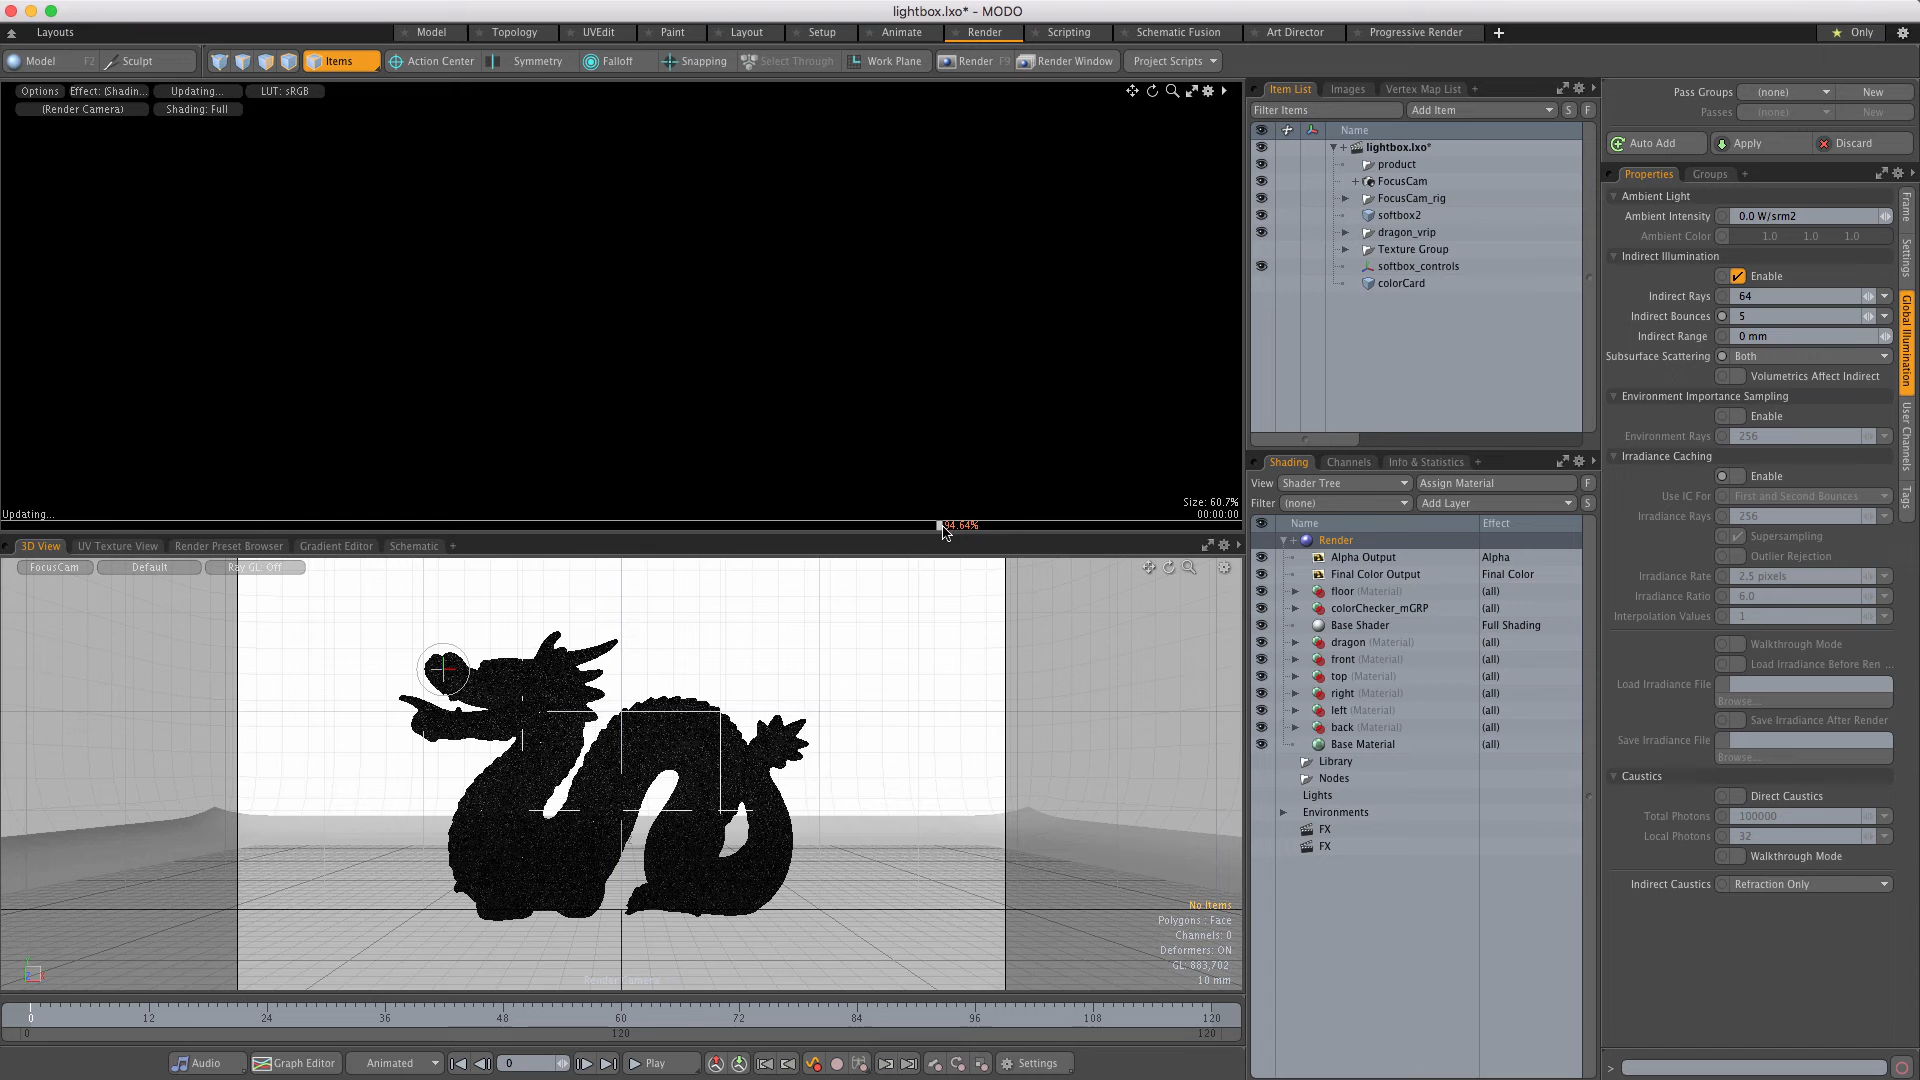 lightbox.lxo* - MODO
Layouts
Model
Topology
UVEdit
Paint
Layout
Setup
Animate
Render
Scripting
Schematic Fusion
Art Director
Progressive Render
Only
Model F2
Sculpt
Items
Action Center
Symmetry
Falloff
Snapping
Select Through
Work Plane
Render F9
Render Window
Project Scripts
Options
Effect: (Shadin...
Updating...
LUT: sRGB
(Render Camera)
Shading: Full
Size: 60.7%
Updating...
00:00:00
94.64%
3D View
UV Texture View
Render Preset Browser
Gradient Editor
Schematic
FocusCam
Default
Ray GL: Off
No Items
Polygons : Face
Channels: 0
Deformers: ON
GL: 883,702
10 mm
Render Camera
0 12 24 36 48 60 72 84 96 108 120
0 120 120
Audio
Graph Editor
Animated
0
Play
Settings
Item List
Images
Vertex Map List
Filter Items
Add Item
S
F
Name
lightbox.lxo*
product
FocusCam
FocusCam_rig
softbox2
dragon_vrip
Texture Group
softbox_controls
colorCard
Shading
Channels
Info & Statistics
View
Shader Tree
Assign Material
F
Filter
(none)
Add Layer
S
Name
Effect
Render
Alpha Output Alpha
Final Color Output Final Color
floor (Material) (all)
colorChecker_mGRP (all)
Base Shader Full Shading
dragon (Material) (all)
front (Material) (all)
top (Material) (all)
right (Material) (all)
left (Material) (all)
back (Material) (all)
Base Material (all)
Library
Nodes
Lights
Environments
FX
FX
Pass Groups (none) New
Passes (none) New
Auto Add
Apply
Discard
Properties
Groups
Ambient Light
Ambient Intensity 0.0 W/srm2
Ambient Color 1.0 1.0 1.0
Indirect Illumination
Enable
Indirect Rays 64
Indirect Bounces 5
Indirect Range 0 mm
Subsurface Scattering Both
Volumetrics Affect Indirect
Environment Importance Sampling
Enable
Environment Rays 256
Irradiance Caching
Enable
Use IC For First and Second Bounces
Irradiance Rays 256
Supersampling
Outlier Rejection
Irradiance Rate 2.5 pixels
Irradiance Ratio 6.0
Interpolation Values 1
Walkthrough Mode
Load Irradiance Before Ren ...
Load Irradiance File
Browse...
Save Irradiance After Render
Save Irradiance File
Browse...
Caustics
Direct Caustics
Total Photons 100000
Local Photons 32
Walkthrough Mode
Indirect Caustics Refraction Only
Frame
Settings
Global Illumination
User Channels
Tags